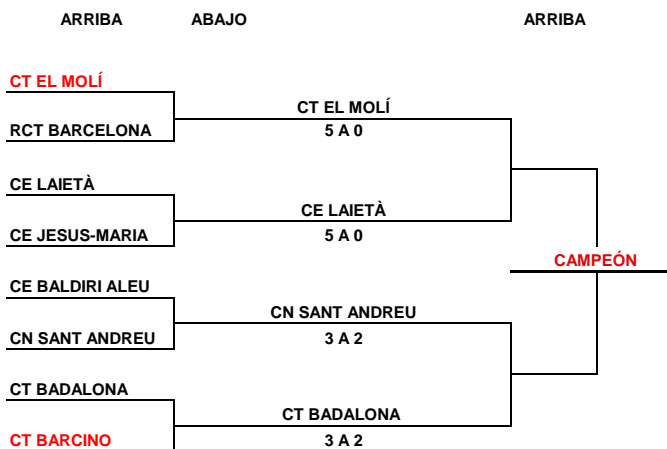 ARRIBA ABAJO ARRIBA
CT EL MOLÍ
CT EL MOLÍ
RCT BARCELONA 5 A 0
CE LAIETÀ
CE LAIETÀ
CE JESUS-MARIA 5 A 0
CAMPEÓN
CE BALDIRI ALEU
CN SANT ANDREU
CN SANT ANDREU 3 A 2
CT BADALONA
CT BADALONA
CT BARCINO 3 A 2